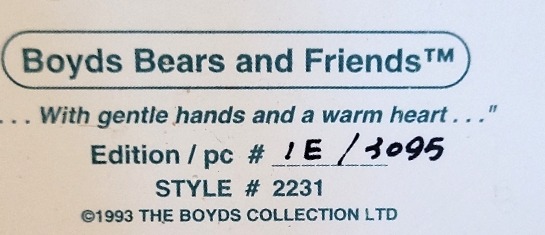 Boyds Bears and Friends™
... With gentle hands and a warm heart..."
Edition / pc # 1E / 3095
STYLE # 2231
©1993 THE BOYDS COLLECTION LTD